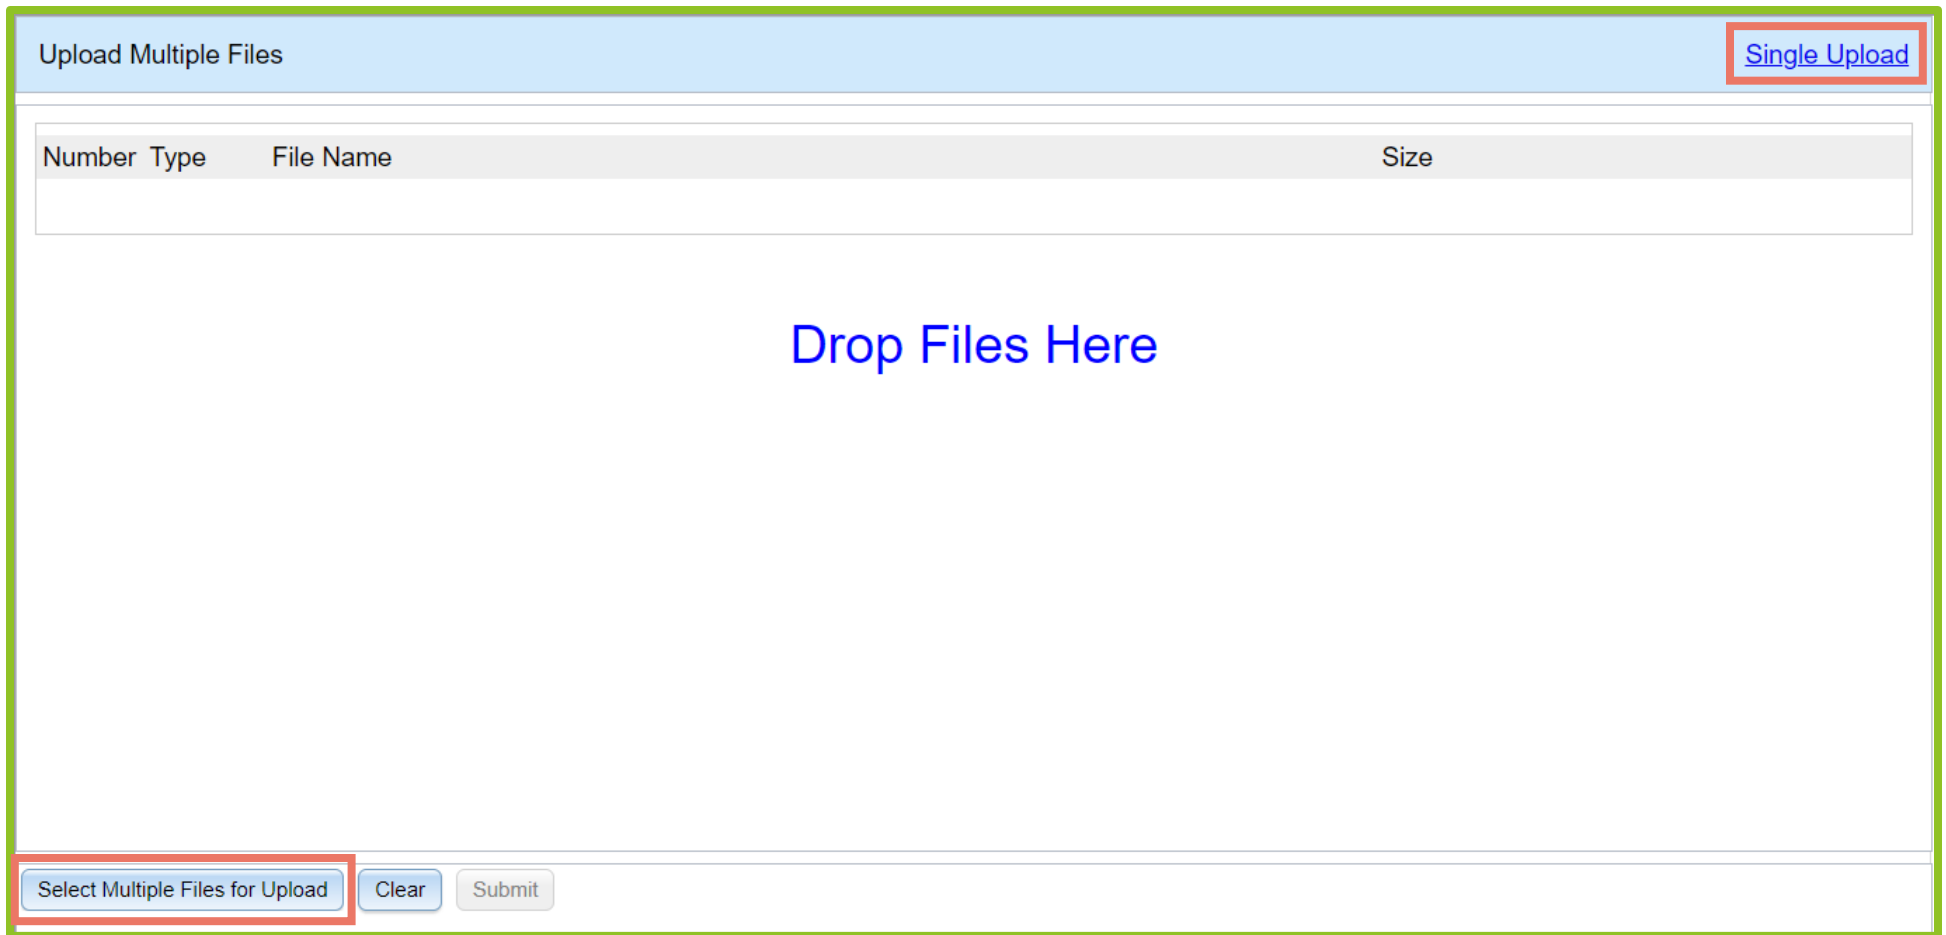 Upload Multiple Files Single Upload
Number Type File Name Size
Drop Files Here
Select Multiple Files for Upload Clear Submit